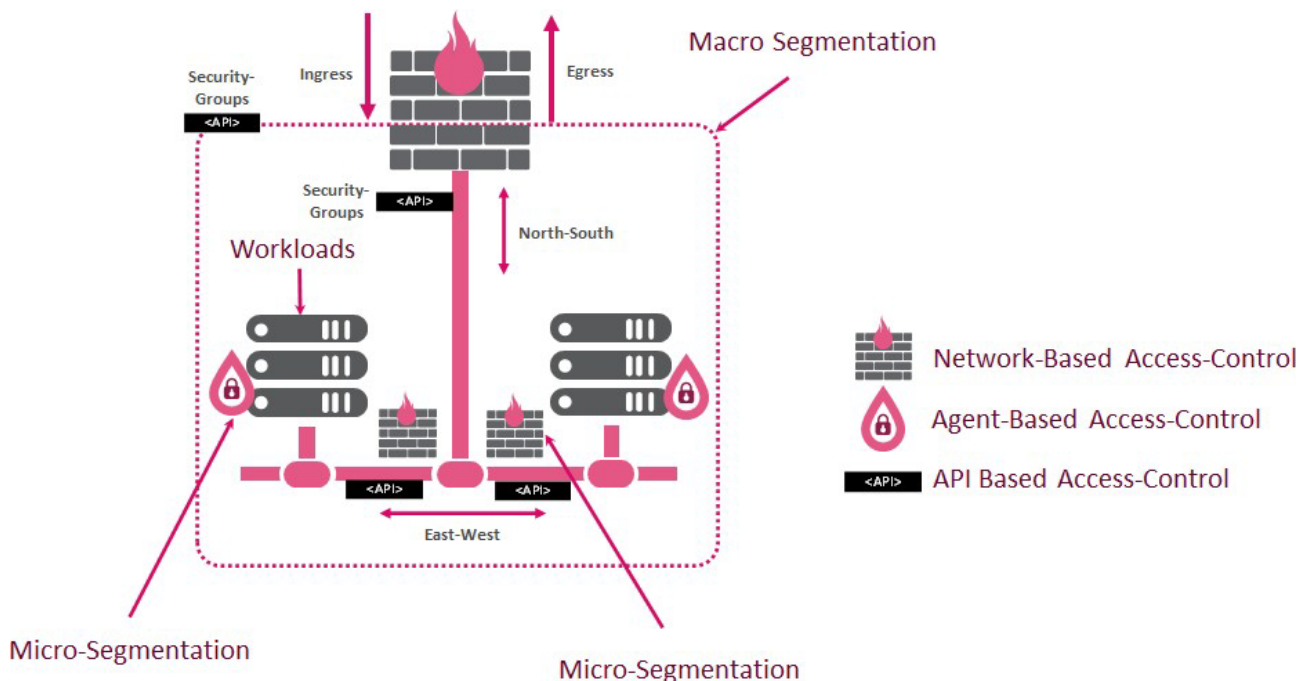 Macro Segmentation
Ingress
Egress
Security-
Groups
<API>
Security-
Groups
<API>
North-South
Workloads
<API>
<API>
East-West
Micro-Segmentation
Micro-Segmentation
Network-Based Access-Control
Agent-Based Access-Control
<API>
API Based Access-Control